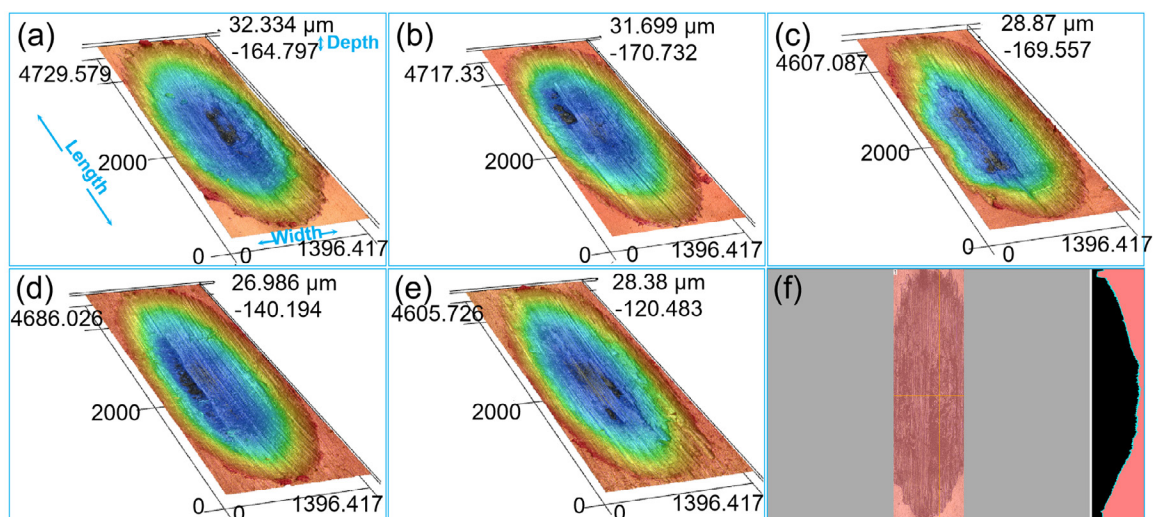 (a)
32.334 µm
-164.797
Depth
4729.579
Length
2000
0
0
Width
1396.417
(b)
31.699 µm
-170.732
4717.33
2000
0
0
1396.417
(c)
28.87 µm
-169.557
4607.087
2000
0
0
1396.417
(d)
26.986 µm
-140.194
4686.026
2000
0
0
1396.417
(e)
28.38 µm
-120.483
4605.726
2000
0
0
1396.417
(f)